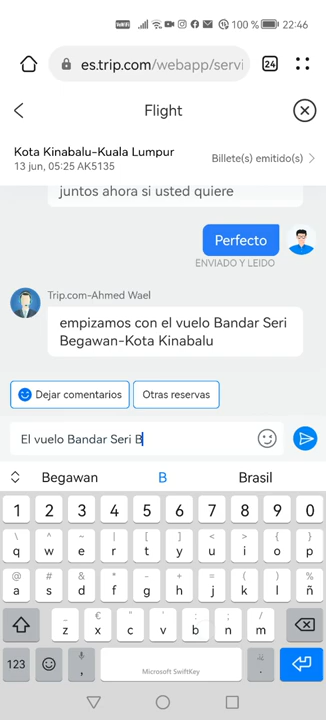 VoWiFi 100 % 22:46
es.trip.com/webapp/servi 24
Flight
Kota Kinabalu-Kuala Lumpur
13 jun, 05:25 AK5135
Billete(s) emitido(s)
juntos ahora si usted quiere
Perfecto
ENVIADO Y LEIDO
Trip.com-Ahmed Wael
empizamos con el vuelo Bandar Seri
Begawan-Kota Kinabalu
Dejar comentarios Otras reservas
El vuelo Bandar Seri B
Begawan B Brasil
1 2 3 4 5 6 7 8 9 0
\ ^ ~ | [ ] < > { }
q w e r t y u i o p
@ # & * - + = ( ) %
a s d f g h j k l ñ
_ € " ' : ; /
z x c v b n m
123 , Microsoft SwiftKey .